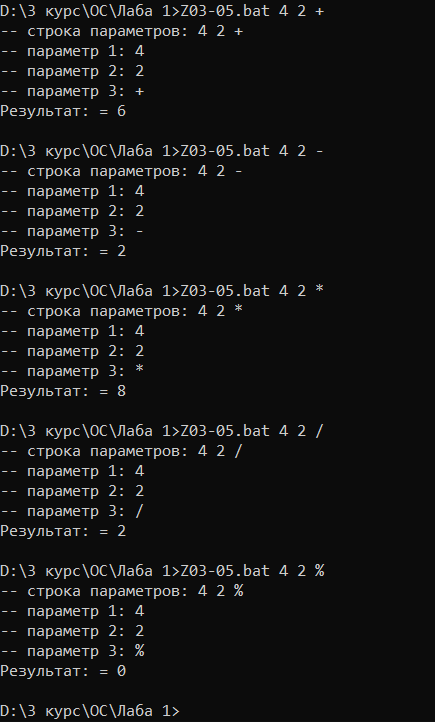 D:\3 курс\ОС\Лаба 1>Z03-05.bat 4 2 +
-- строка параметров: 4 2 +
-- параметр 1: 4
-- параметр 2: 2
-- параметр 3: +
Результат: = 6
D:\3 курс\ОС\Лаба 1>Z03-05.bat 4 2 -
-- строка параметров: 4 2 -
-- параметр 1: 4
-- параметр 2: 2
-- параметр 3: -
Результат: = 2
D:\3 курс\ОС\Лаба 1>Z03-05.bat 4 2 *
-- строка параметров: 4 2 *
-- параметр 1: 4
-- параметр 2: 2
-- параметр 3: *
Результат: = 8
D:\3 курс\ОС\Лаба 1>Z03-05.bat 4 2 /
-- строка параметров: 4 2 /
-- параметр 1: 4
-- параметр 2: 2
-- параметр 3: /
Результат: = 2
D:\3 курс\ОС\Лаба 1>Z03-05.bat 4 2 %
-- строка параметров: 4 2 %
-- параметр 1: 4
-- параметр 2: 2
-- параметр 3: %
Результат: = 0
D:\3 курс\ОС\Лаба 1>